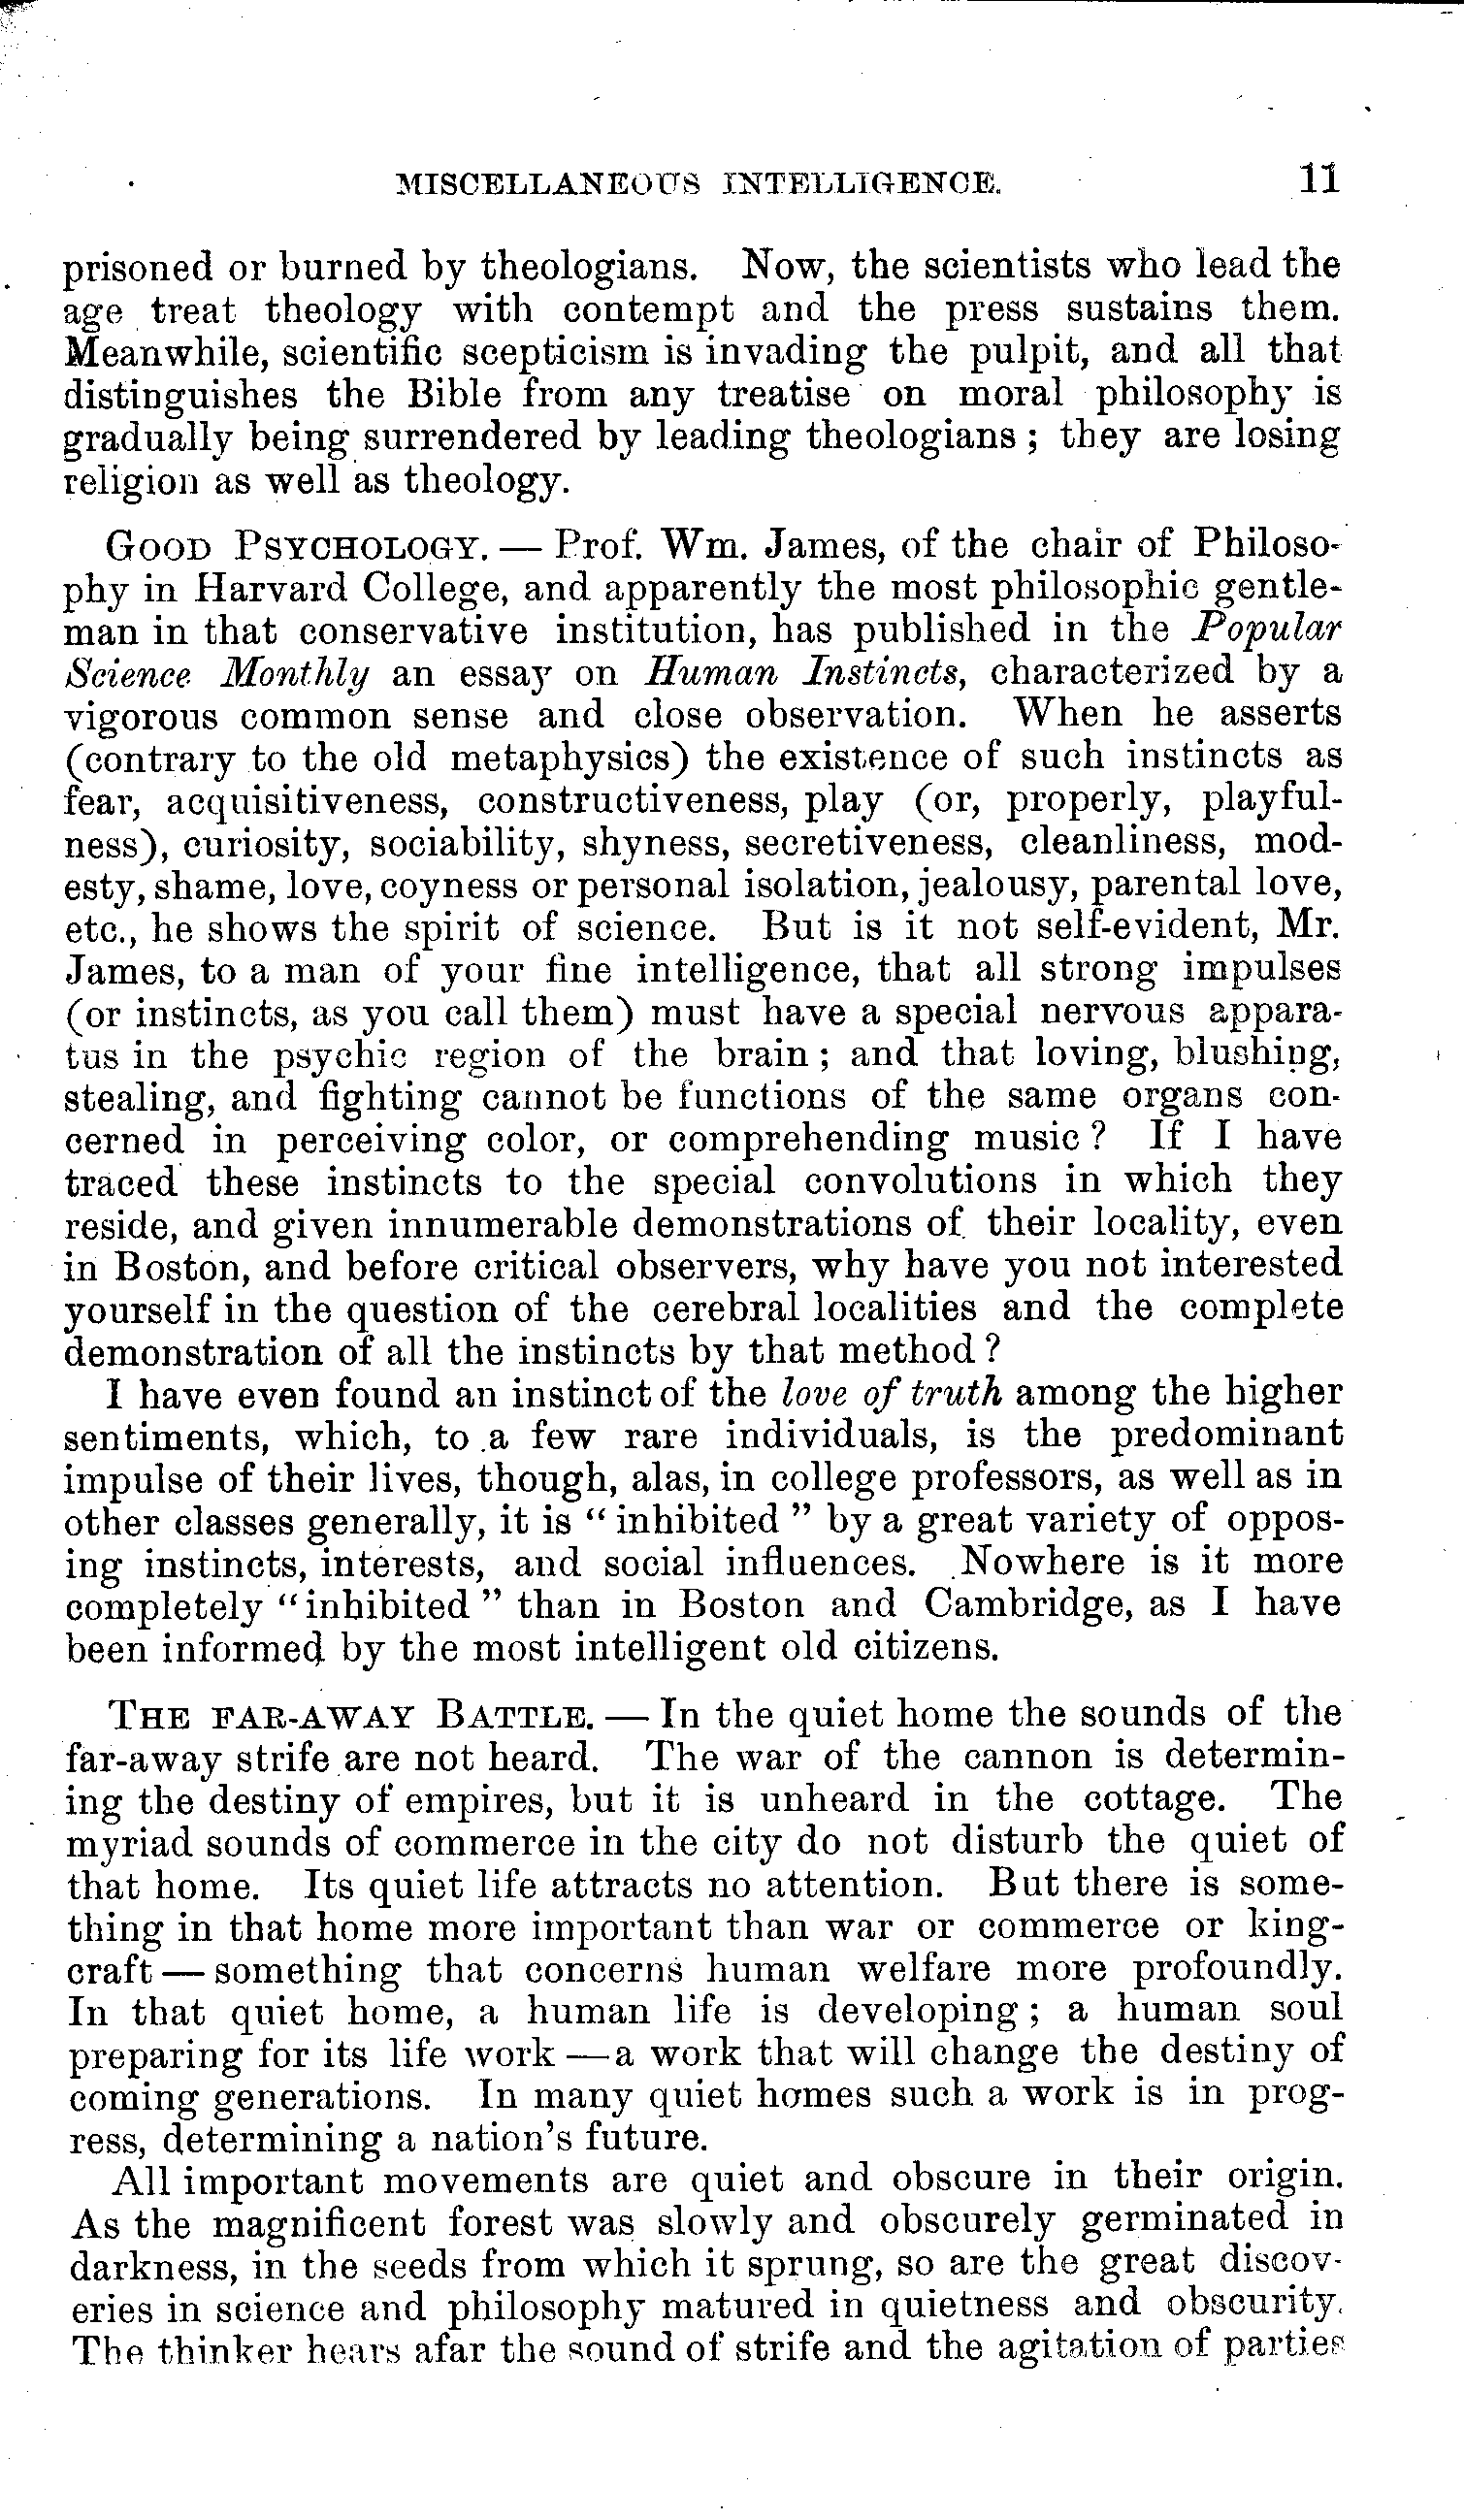 MISCELLANEOUS INTELLIGENCE. 11
prisoned or burned by theologians. Now, the scientists who lead the
age treat theology with contempt and the press sustains them.
Meanwhile, scientific scepticism is invading the pulpit, and all that
distinguishes the Bible from any treatise on moral philosophy is
gradually being surrendered by leading theologians; they are losing
religion as well as theology.
GOOD PSYCHOLOGY. — Prof. Wm. James, of the chair of Philoso-
phy in Harvard College, and apparently the most philosophic gentle-
man in that conservative institution, has published in the Popular
Science Monthly an essay on Human Instincts, characterized by a
vigorous common sense and close observation. When he asserts
(contrary to the old metaphysics) the existence of such instincts as
fear, acquisitiveness, constructiveness, play (or, properly, playful-
ness), curiosity, sociability, shyness, secretiveness, cleanliness, mod-
esty, shame, love, coyness or personal isolation, jealousy, parental love,
etc., he shows the spirit of science. But is it not self-evident, Mr.
James, to a man of your fine intelligence, that all strong impulses
(or instincts, as you call them) must have a special nervous appara-
tus in the psychic region of the brain; and that loving, blushing,
stealing, and fighting cannot be functions of the same organs con-
cerned in perceiving color, or comprehending music? If I have
traced these instincts to the special convolutions in which they
reside, and given innumerable demonstrations of their locality, even
in Boston, and before critical observers, why have you not interested
yourself in the question of the cerebral localities and the complete
demonstration of all the instincts by that method?
I have even found an instinct of the love of truth among the higher
sentiments, which, to a few rare individuals, is the predominant
impulse of their lives, though, alas, in college professors, as well as in
other classes generally, it is "inhibited" by a great variety of oppos-
ing instincts, interests, and social influences. Nowhere is it more
completely "inhibited" than in Boston and Cambridge, as I have
been informed by the most intelligent old citizens.
THE FAR-AWAY BATTLE. — In the quiet home the sounds of the
far-away strife are not heard. The war of the cannon is determin-
ing the destiny of empires, but it is unheard in the cottage. The
myriad sounds of commerce in the city do not disturb the quiet of
that home. Its quiet life attracts no attention. But there is some-
thing in that home more important than war or commerce or king-
craft — something that concerns human welfare more profoundly.
In that quiet home, a human life is developing; a human soul
preparing for its life work — a work that will change the destiny of
coming generations. In many quiet homes such a work is in prog-
ress, determining a nation's future.
All important movements are quiet and obscure in their origin.
As the magnificent forest was slowly and obscurely germinated in
darkness, in the seeds from which it sprung, so are the great discov-
eries in science and philosophy matured in quietness and obscurity.
The thinker hears afar the sound of strife and the agitation of parties